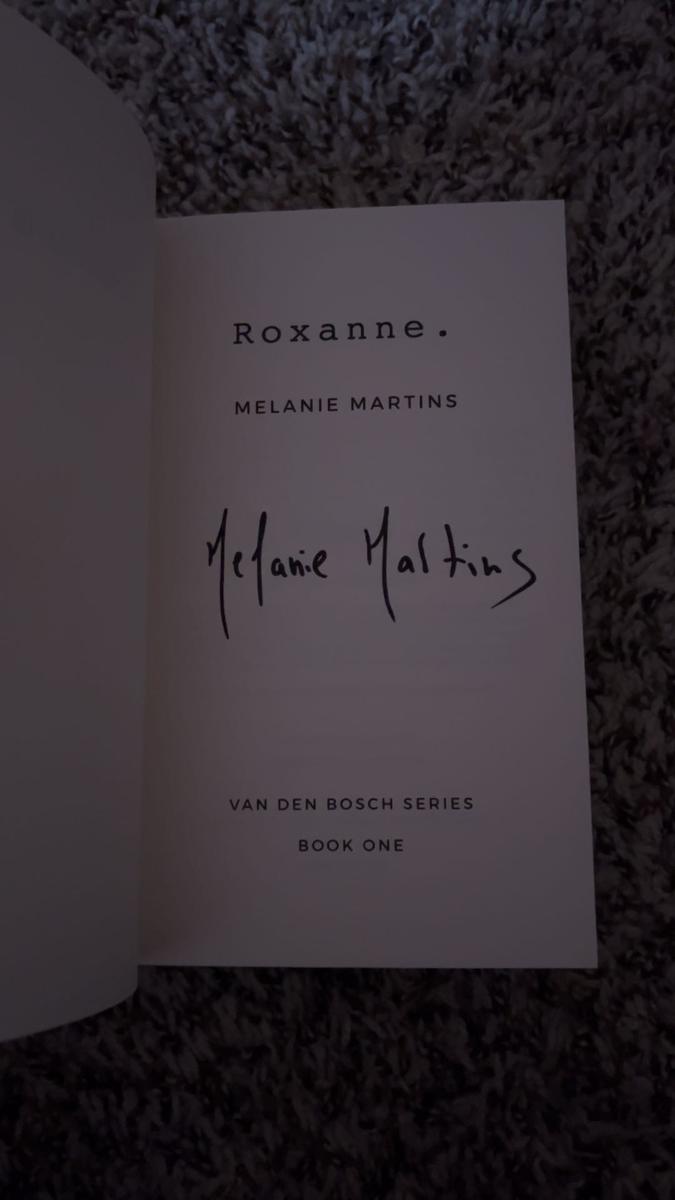 Roxanne.
MELANIE MARTINS
Melanie Martins
VAN DEN BOSCH SERIES
BOOK ONE